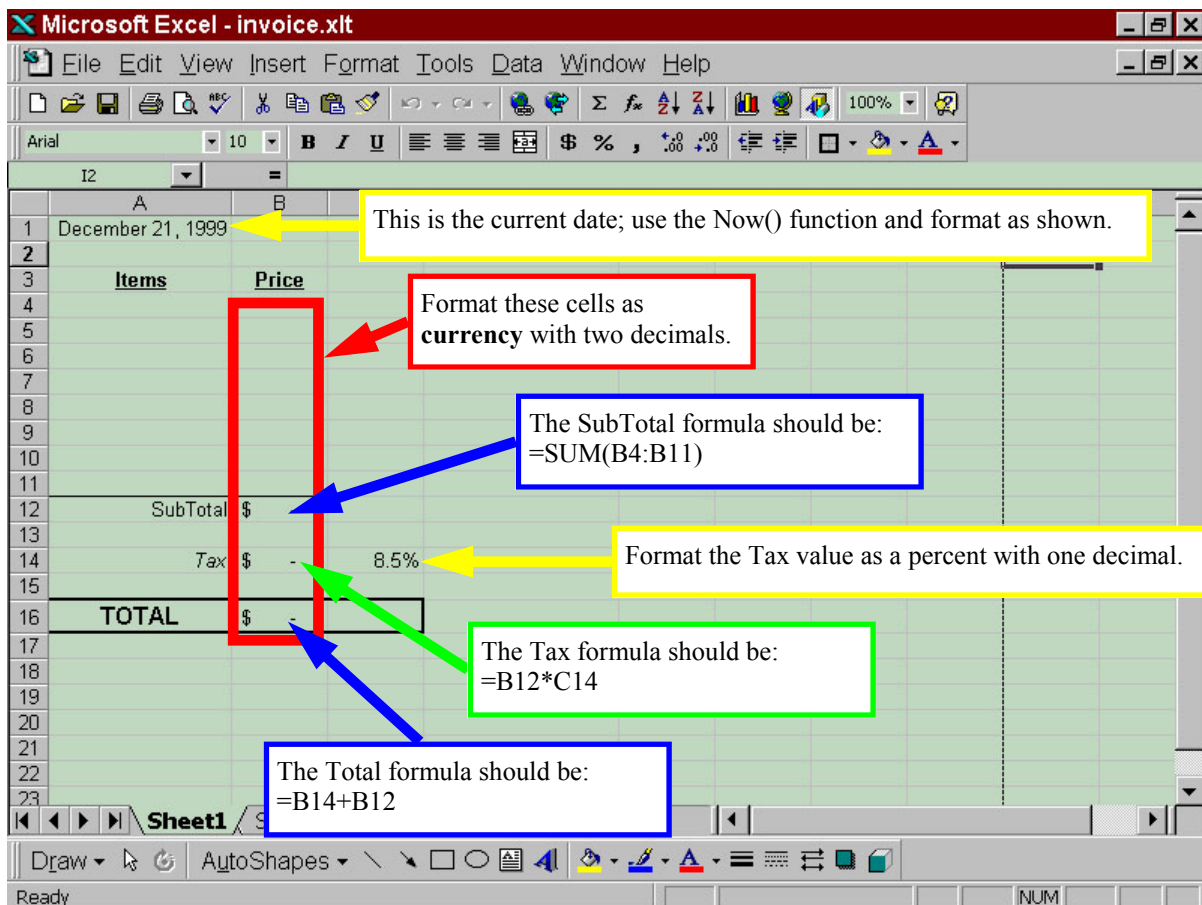 Microsoft Excel - invoice.xlt
File Edit View Insert Format Tools Data Window Help
100%
Arial 10 B I U $ % ,
I2 =
A B
1 December 21, 1999
This is the current date; use the Now() function and format as shown.
2
3 Items Price
4
Format these cells as
currency with two decimals.
5
6
7
8
The SubTotal formula should be:
=SUM(B4:B11)
9
10
11
12 SubTotal $
13
14 Tax $ - 8.5%
Format the Tax value as a percent with one decimal.
15
16 TOTAL $ -
17
The Tax formula should be:
=B12*C14
18
19
20
21
22
The Total formula should be:
=B14+B12
23
Sheet1 S
Draw AutoShapes
Ready NUM